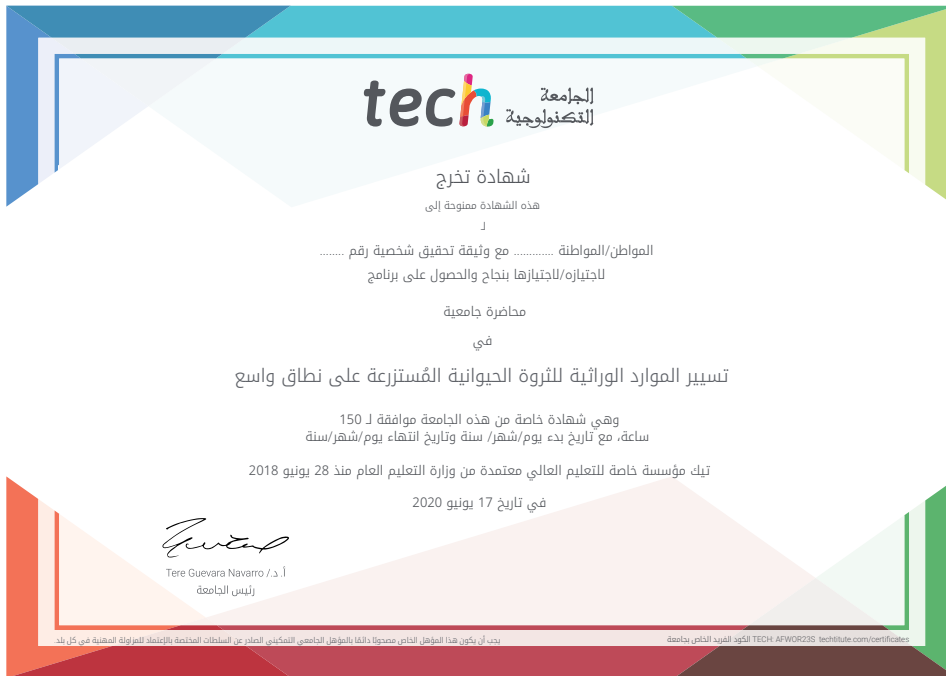 tech الجامعة
التكنولوجية
شهادة تخرج
هذه الشهادة ممنوحة إلى
لـ
المواطن/المواطنة ............ مع وثيقة تحقيق شخصية رقم ........
لاجتيازه/لاجتيازها بنجاح والحصول على برنامج
محاضرة جامعية
في
تسيير الموارد الوراثية للثروة الحيوانية المُستزرعة على نطاق واسع
وهي شهادة خاصة من هذه الجامعة موافقة لـ 150
ساعة، مع تاريخ بدء يوم/شهر/ سنة وتاريخ انتهاء يوم/شهر/سنة
تيك مؤسسة خاصة للتعليم العالي معتمدة من وزارة التعليم العام منذ 28 يونيو 2018
في تاريخ 17 يونيو 2020
أ. د./ Tere Guevara Navarro
رئيس الجامعة
يجب أن يكون هذا المؤهل الخاص مصحوبًا دائمًا بالمؤهل الجامعي التمكيني الصادر عن السلطات المختصة بالإعتماد للمزاولة المهنية في كل بلد.
الكود الفريد الخاص بجامعة TECH: AFWOR23S techtitute.com/certificates